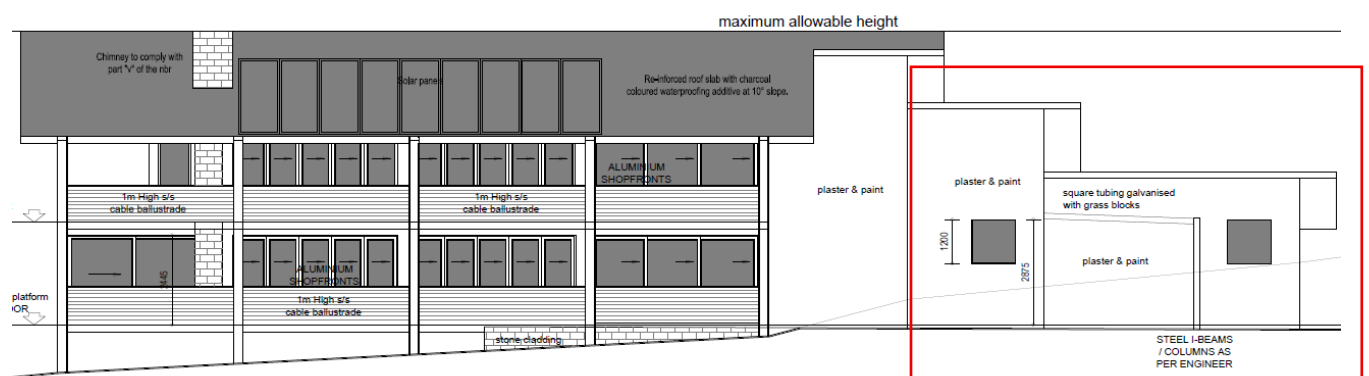 maximum allowable height
Chimney to comply with
part "v" of the nbr
Solar panels
Re-inforced roof slab with charcoal
coloured waterproofing additive at 10° slope.
ALUMINIUM
SHOPFRONTS
1m High s/s
cable ballustrade
1m High s/s
cable ballustrade
plaster & paint
plaster & paint
square tubing galvanised
with grass blocks
1200
2875
plaster & paint
ALUMINIUM
SHOPFRONTS
1m High s/s
cable ballustrade
platform
stone cladding
STEEL I-BEAMS
/ COLUMNS AS
PER ENGINEER